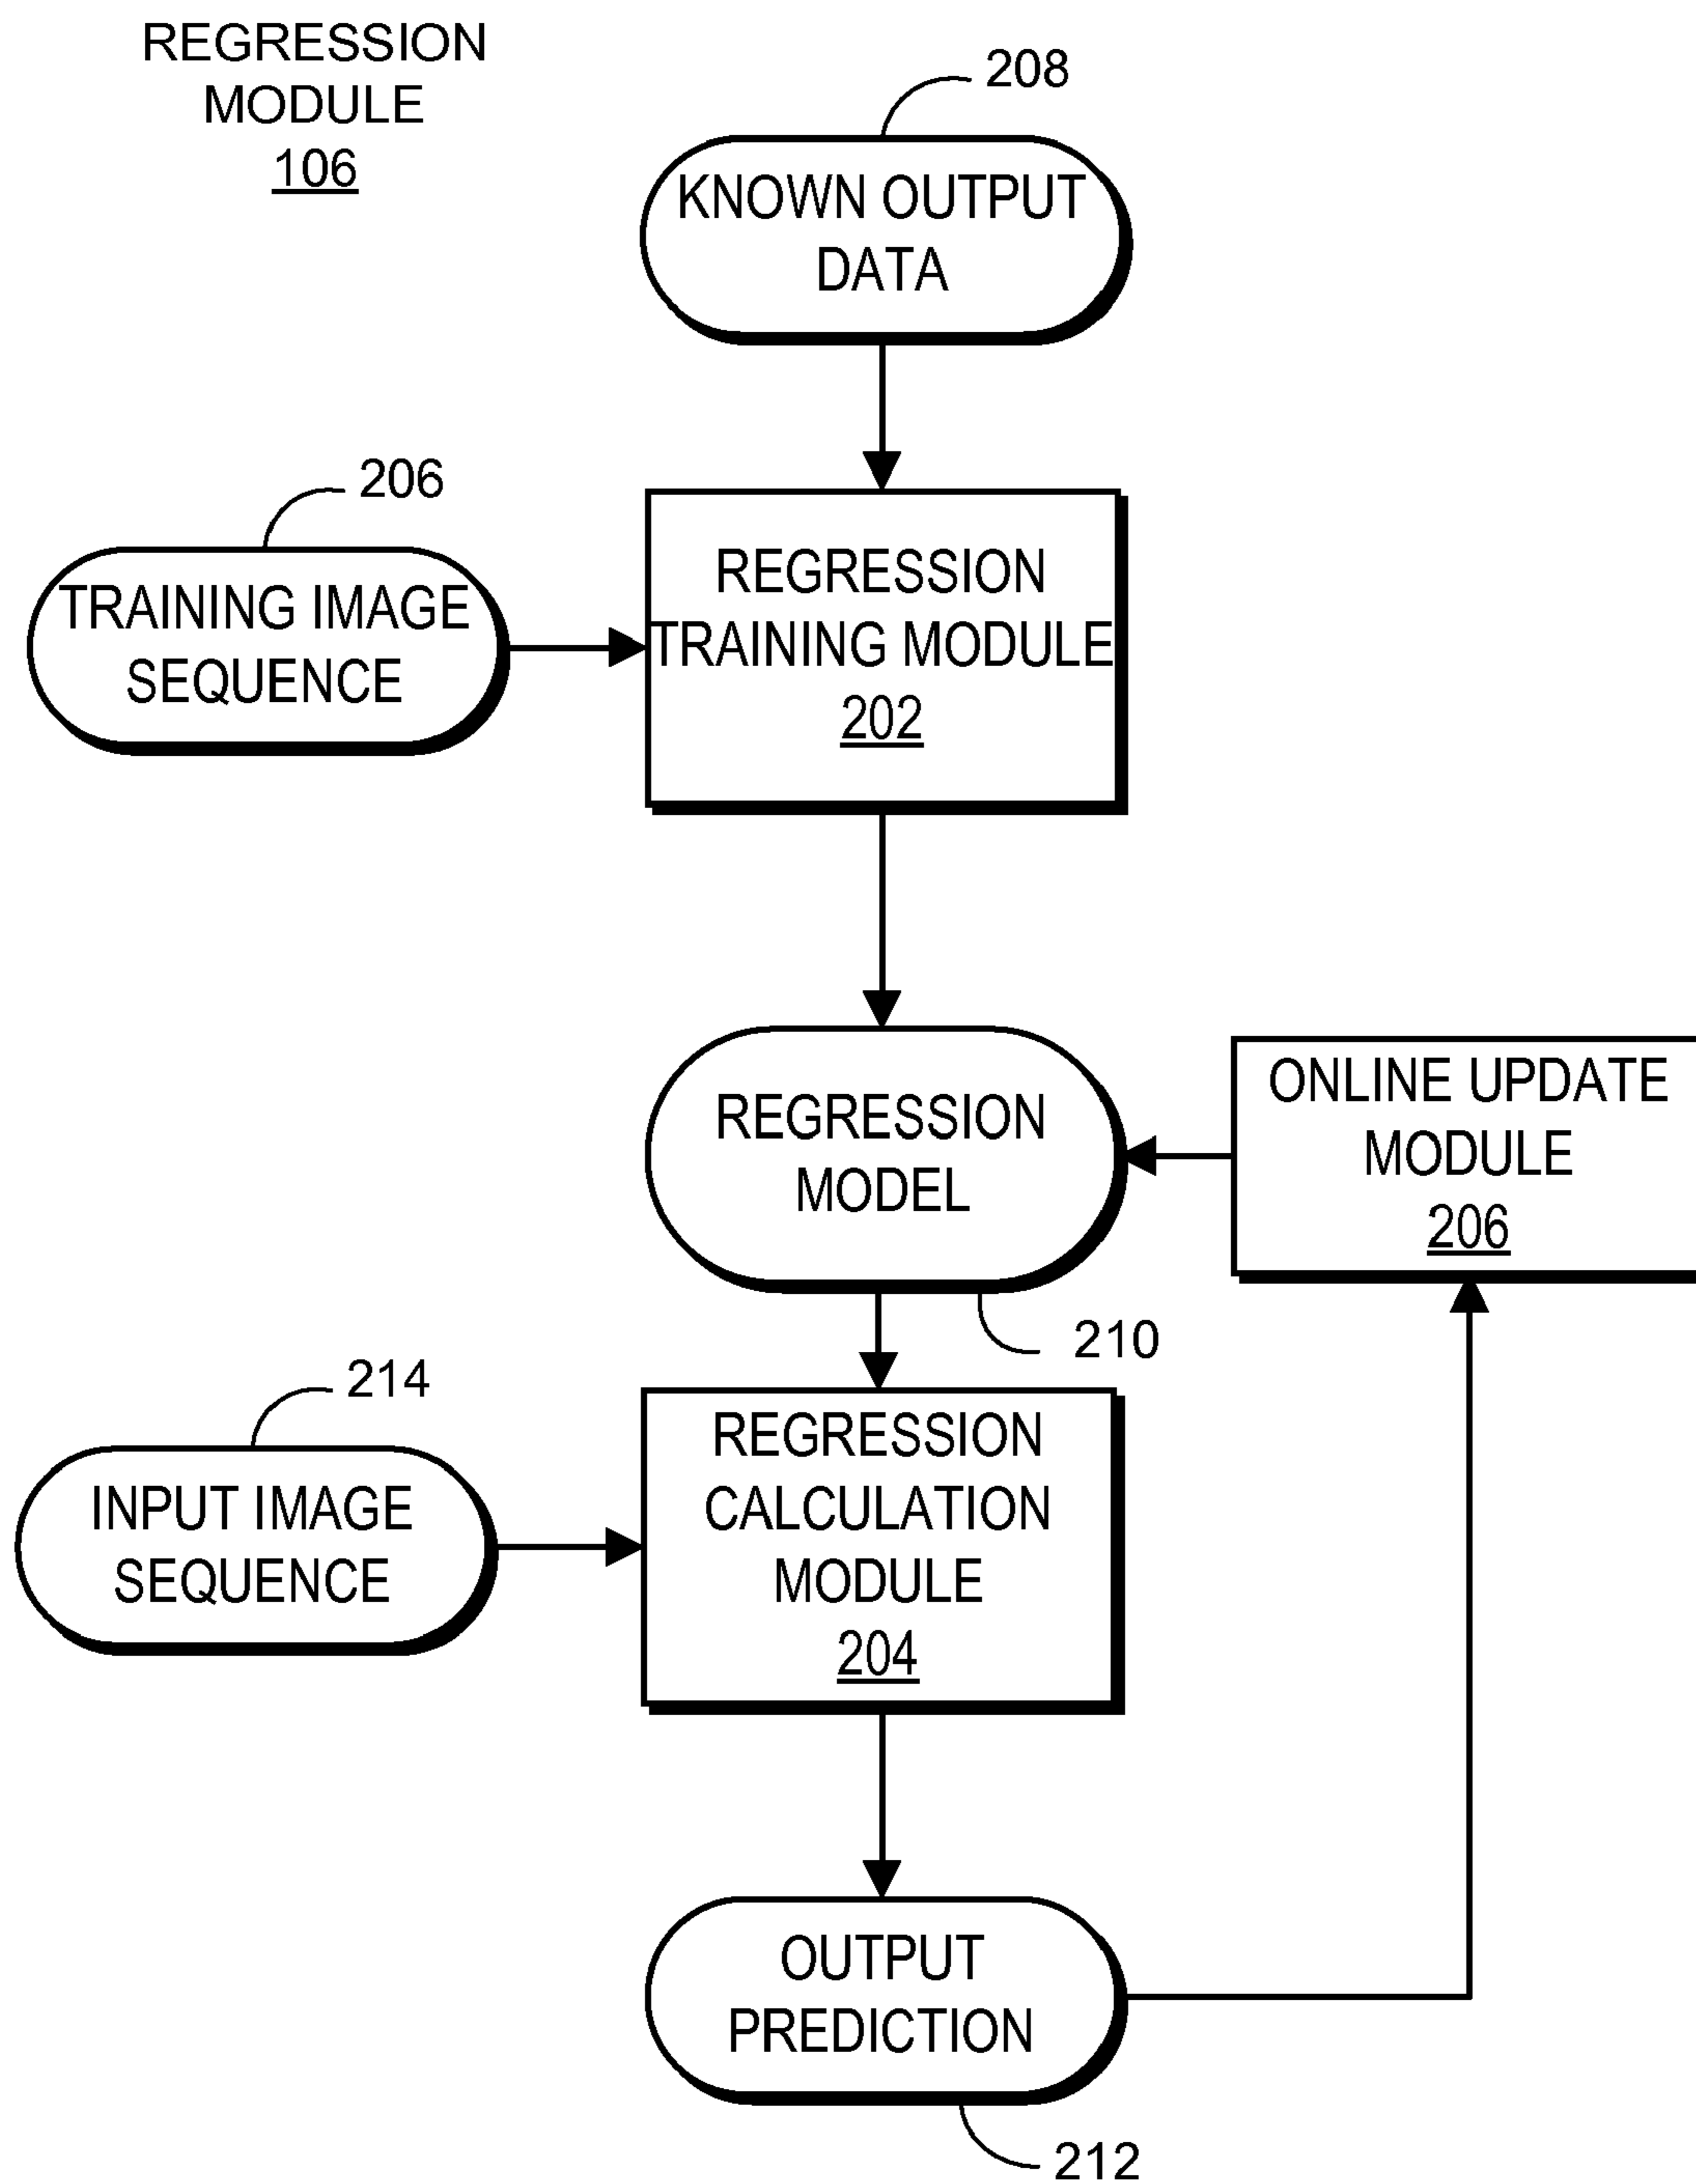 REGRESSION
MODULE
106
208
KNOWN OUTPUT
DATA
206
TRAINING IMAGE
SEQUENCE
REGRESSION
TRAINING MODULE
202
REGRESSION
MODEL
210
ONLINE UPDATE
MODULE
206
214
INPUT IMAGE
SEQUENCE
REGRESSION
CALCULATION
MODULE
204
OUTPUT
PREDICTION
212